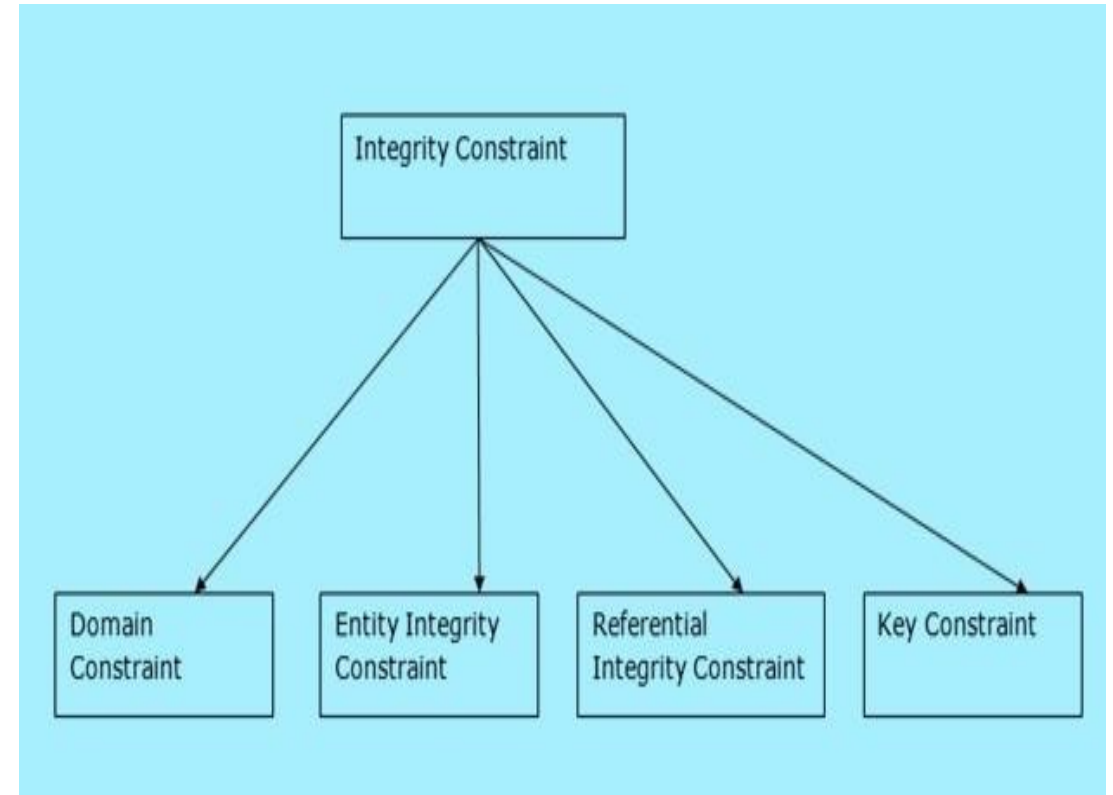 Integrity Constraint
Domain
Constraint
Entity Integrity
Constraint
Referential
Integrity Constraint
Key Constraint